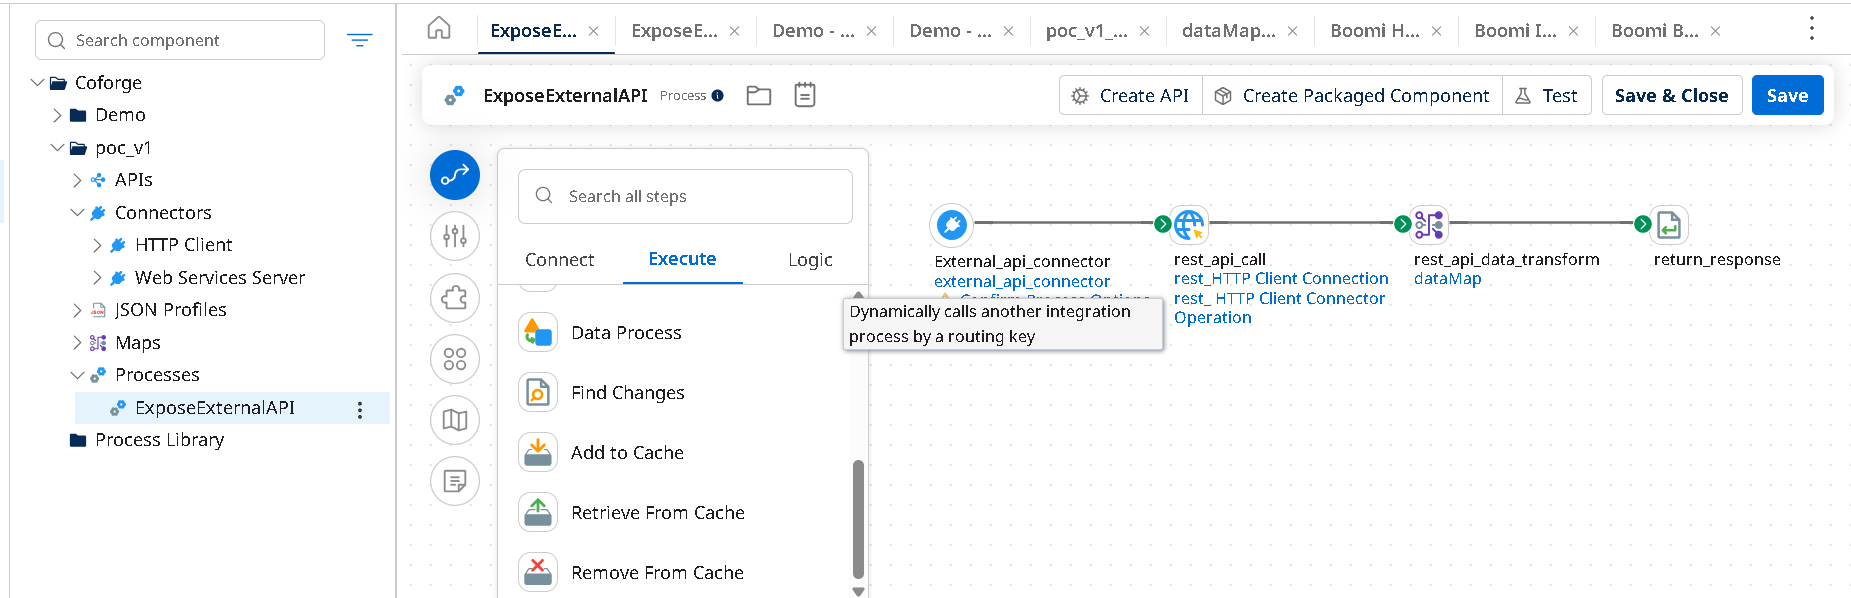 Search component
Coforge
Demo
poc_v1
APIs
Connectors
HTTP Client
Web Services Server
JSON Profiles
Maps
Processes
ExposeExternalAPI
Process Library
ExposeE...
ExposeE...
Demo - ...
Demo - ...
poc_v1_...
dataMap...
Boomi H...
Boomi I...
Boomi B...
ExposeExternalAPI
Process
Create API
Create Packaged Component
Test
Save & Close
Save
Search all steps
Connect
Execute
Logic
Data Process
Find Changes
Add to Cache
Retrieve From Cache
Remove From Cache
External_api_connector
external_api_connector
Confirm Process Options
Dynamically calls another integration
process by a routing key
rest_api_call
rest_HTTP Client Connection
rest_ HTTP Client Connector
Operation
rest_api_data_transform
dataMap
return_response